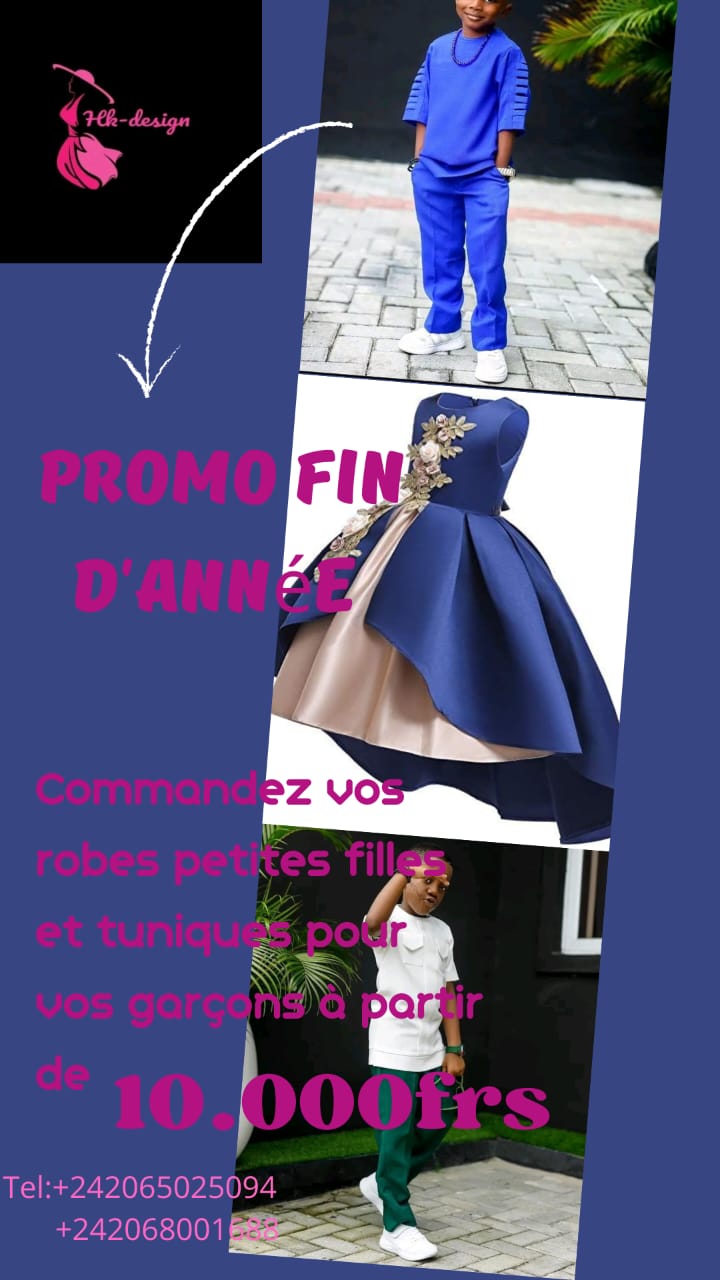 Hk-design
PROMO FIN
D'ANNéE
Commandez vos
robes petites filles
et tuniques pour
vos garçons à partir
de 10.000frs
Tel:+242065025094
+242068001688